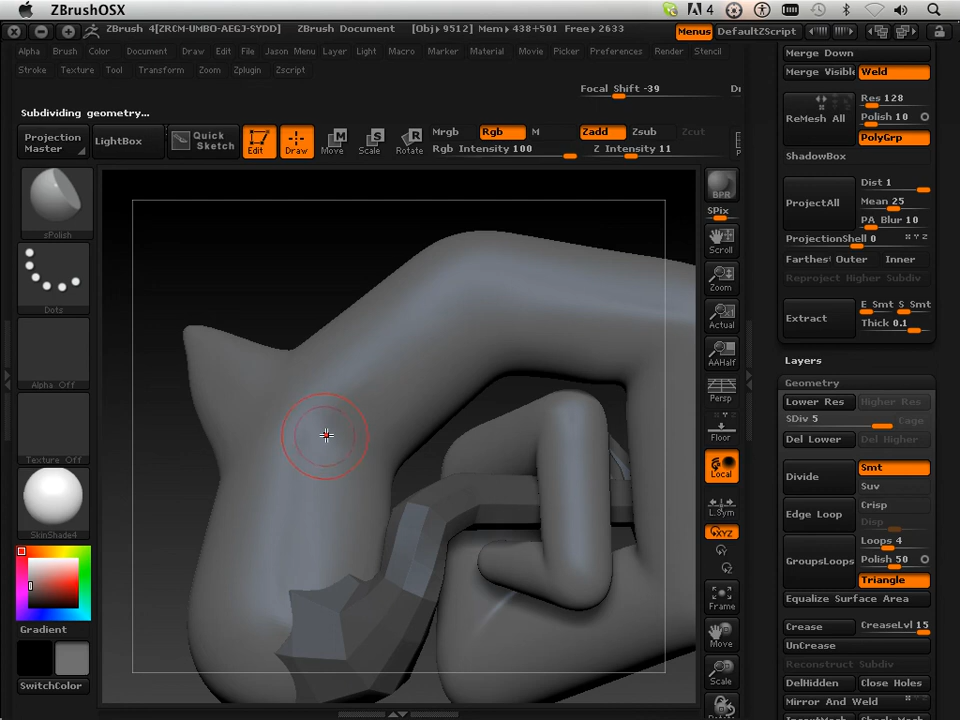 ZBrushOSX
4
ZBrush 4[ZRCM-UMBO-AEGJ-SYDD]
ZBrush Document
[Obj▸ 9512] Mem▸438+501 Free▸2633
Menus
DefaultZScript
Alpha Brush Color Document Draw Edit File Jason Menu Layer Light Macro Marker Material Movie Picker Preferences Render Stencil
Stroke Texture Tool Transform Zoom Zplugin Zscript
Focal Shift -39
Subdividing geometry...
Projection Master
LightBox
Quick Sketch
Edit
Draw
Move
Scale
Rotate
Mrgb Rgb M
Rgb Intensity 100
Zadd Zsub Zcut
Z Intensity 11
sPolish
Dots
Alpha Off
Texture Off
SkinShade4
Gradient
SwitchColor
BPR
SPix
Scroll
Zoom
Actual
AAHalf
Persp
Floor
Local
L.Sym
XYZ
Frame
Move
Scale
Merge Down
Merge Visible Weld
ReMesh All
Res 128
Polish 10
PolyGrp
ShadowBox
ProjectAll
Dist 1
Mean 25
PA Blur 10
ProjectionShell 0
Farthest Outer Inner
Reproject Higher Subdiv
Extract
E Smt S Smt
Thick 0.1
Layers
Geometry
Lower Res Higher Res
SDiv 5 Cage
Del Lower Del Higher
Divide
Smt
Suv
Edge Loop
Crisp
Disp
GroupsLoops
Loops 4
Polish 50
Triangle
Equalize Surface Area
Crease CreaseLvl 15
UnCrease
Reconstruct Subdiv
DelHidden Close Holes
Mirror And Weld